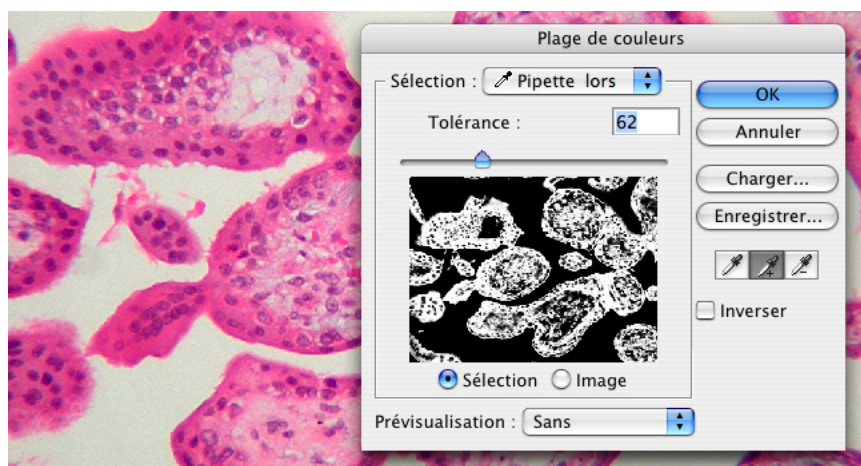 Plage de couleurs
Sélection : Pipette lors
OK
Tolérance : 62
Annuler
Charger...
Enregistrer...
Inverser
Sélection Image
Prévisualisation : Sans